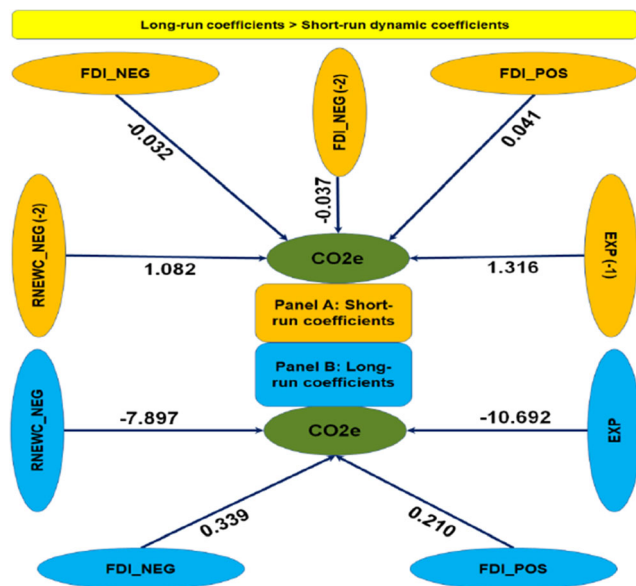 Long-run coefficients > Short-run dynamic coefficients
FDI_NEG
FDI_NEG (-2)
FDI_POS
-0.032
-0.037
0.041
RNEWC_NEG (-2)
1.082
CO2e
1.316
EXP (-1)
Panel A: Short-
run coefficients
Panel B: Long-
run coefficients
RNEWC_NEG
-7.897
CO2e
-10.692
EXP
0.339
0.210
FDI_NEG
FDI_POS